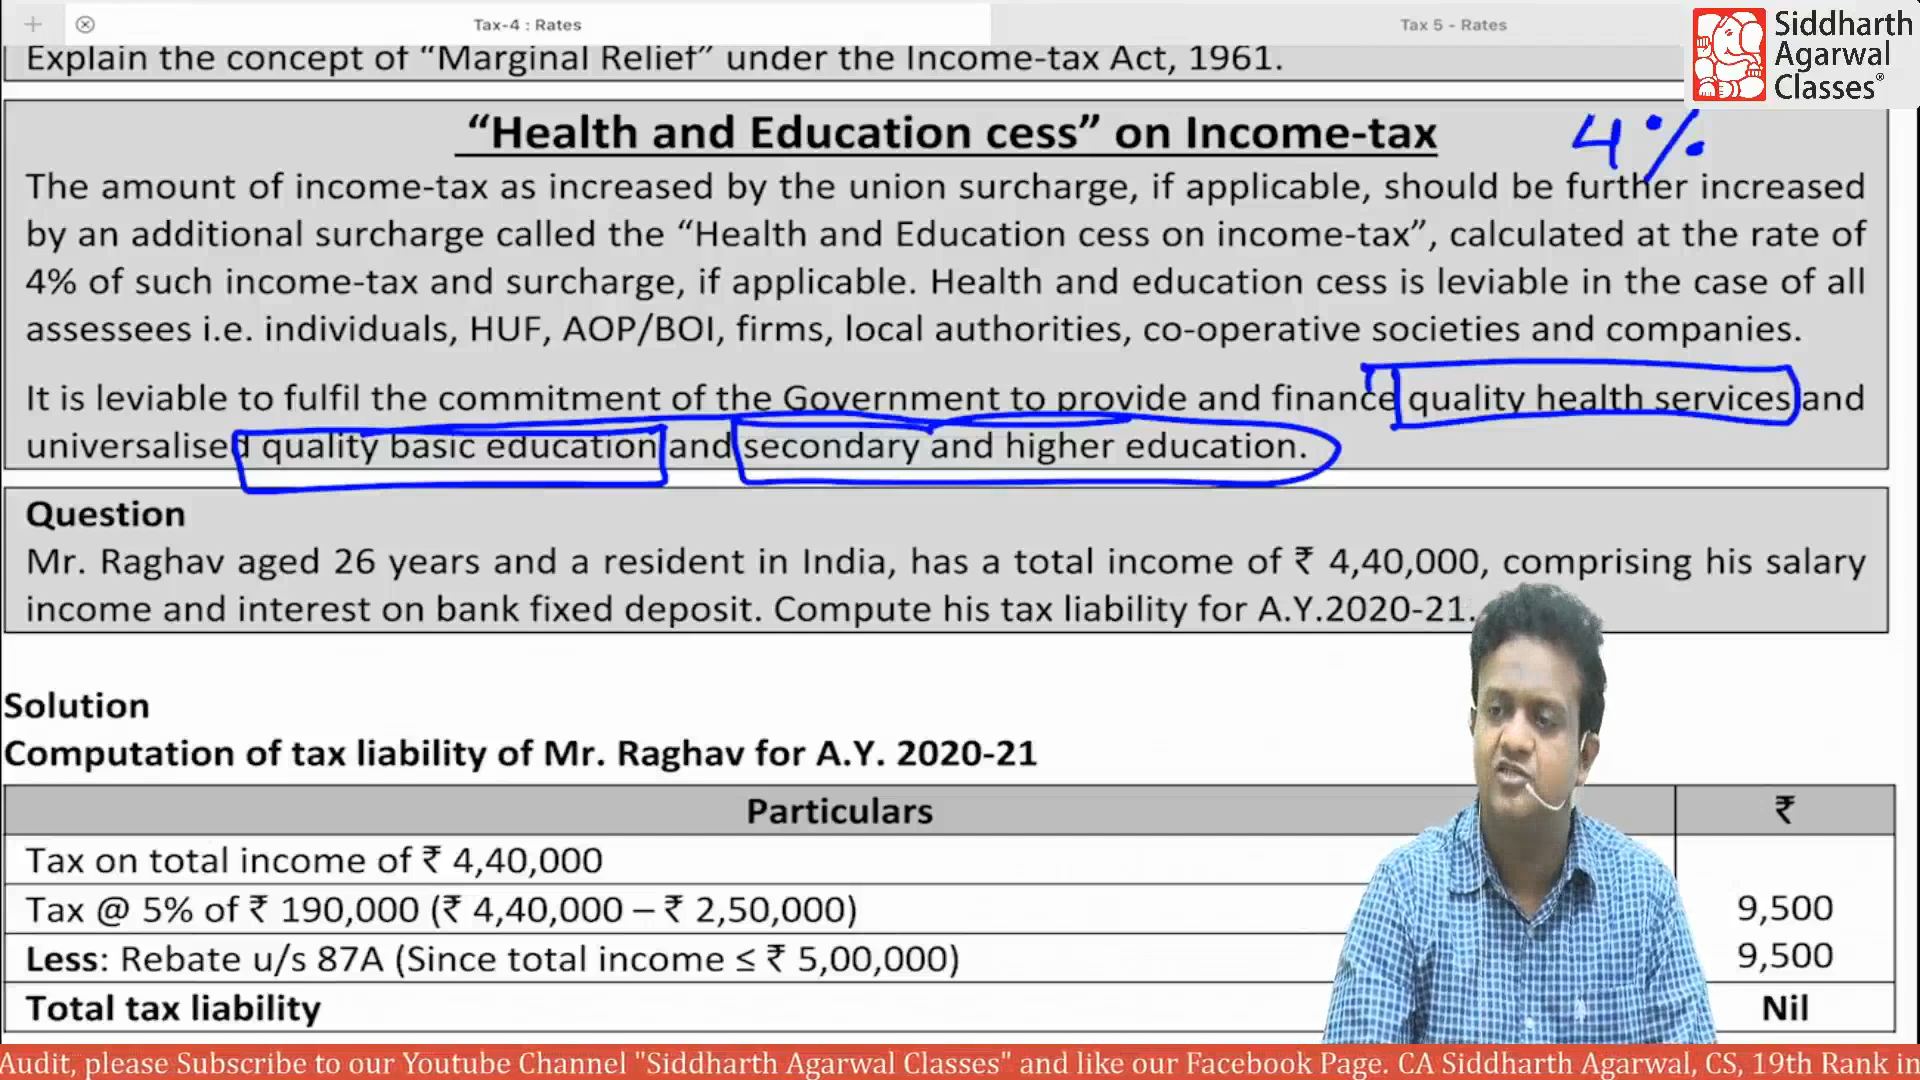 Tax-4 : Rates
Tax 5 - Rates
Siddharth
Agarwal
Classes®
Explain the concept of “Marginal Relief” under the Income-tax Act, 1961.
“Health and Education cess” on Income-tax
4%
The amount of income-tax as increased by the union surcharge, if applicable, should be further increased
by an additional surcharge called the “Health and Education cess on income-tax”, calculated at the rate of
4% of such income-tax and surcharge, if applicable. Health and education cess is leviable in the case of all
assessees i.e. individuals, HUF, AOP/BOI, firms, local authorities, co-operative societies and companies.
It is leviable to fulfil the commitment of the Government to provide and finance quality health services and
universalised quality basic education and secondary and higher education.
Question
Mr. Raghav aged 26 years and a resident in India, has a total income of ₹ 4,40,000, comprising his salary
income and interest on bank fixed deposit. Compute his tax liability for A.Y.2020-21.
Solution
Computation of tax liability of Mr. Raghav for A.Y. 2020-21
Particulars ₹
Tax on total income of ₹ 4,40,000
Tax @ 5% of ₹ 190,000 (₹ 4,40,000 – ₹ 2,50,000) 9,500
Less: Rebate u/s 87A (Since total income ≤ ₹ 5,00,000) 9,500
Total tax liability Nil
Audit, please Subscribe to our Youtube Channel "Siddharth Agarwal Classes" and like our Facebook Page. CA Siddharth Agarwal, CS, 19th Rank in